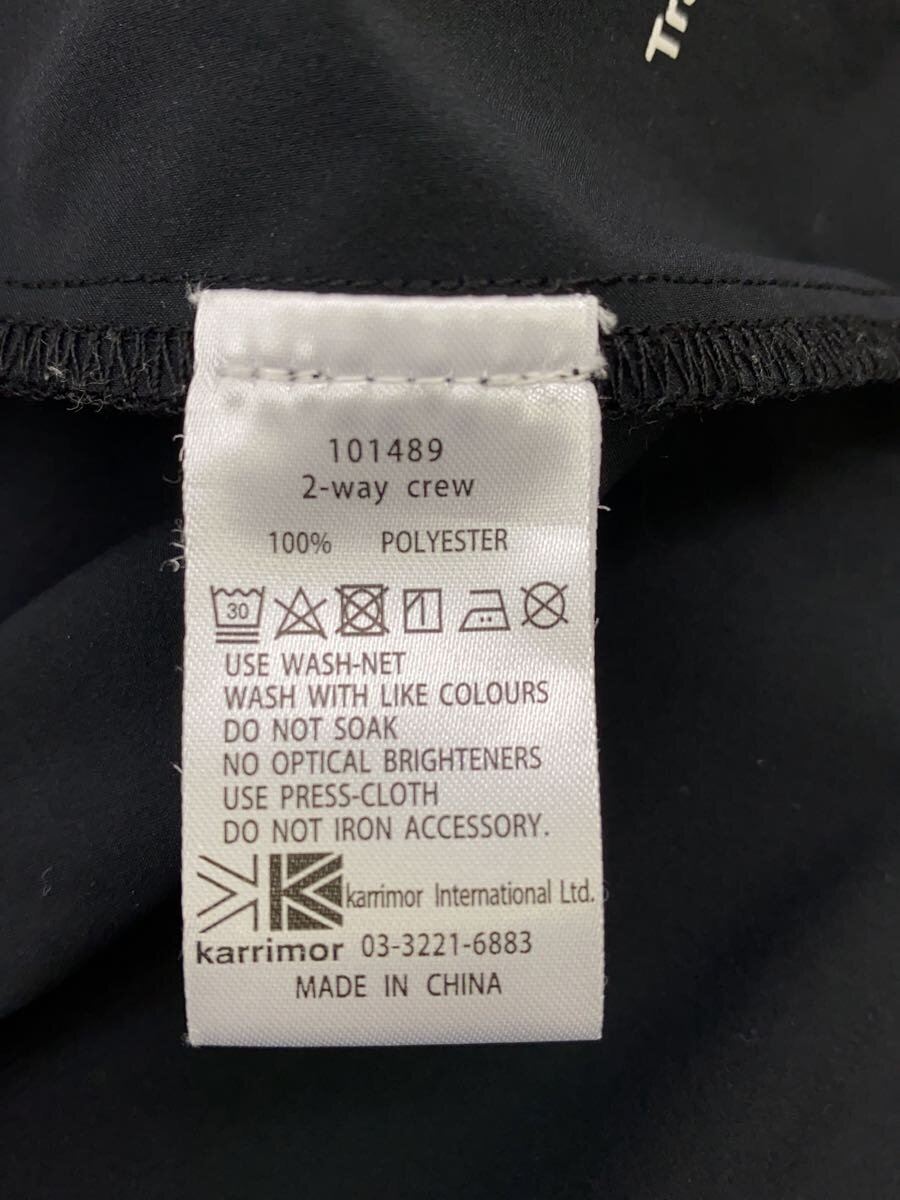 Tr
101489
2-way crew
100% POLYESTER
30
USE WASH-NET
WASH WITH LIKE COLOURS
DO NOT SOAK
NO OPTICAL BRIGHTENERS
USE PRESS-CLOTH
DO NOT IRON ACCESSORY.
karrimor International Ltd.
karrimor 03-3221-6883
MADE IN CHINA